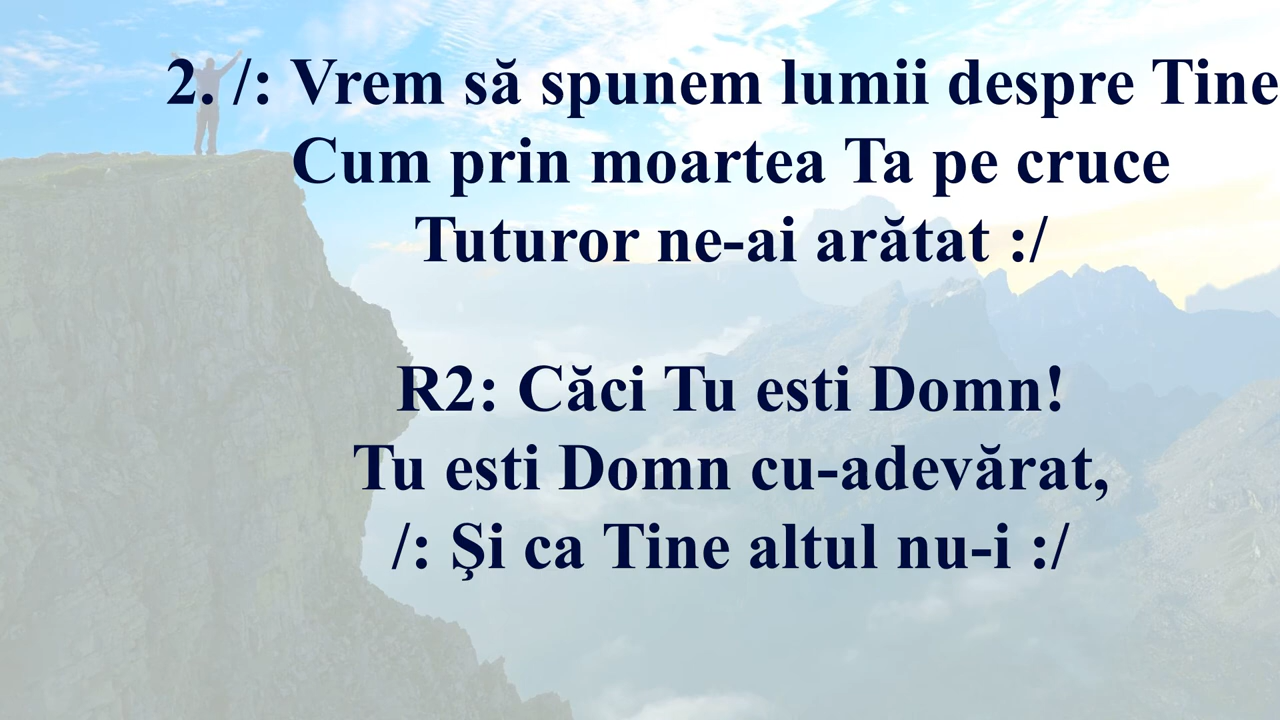 2. /: Vrem să spunem lumii despre Tine
Cum prin moartea Ta pe cruce
Tuturor ne-ai arătat :/
R2: Căci Tu esti Domn!
Tu esti Domn cu-adevărat,
/: Şi ca Tine altul nu-i :/